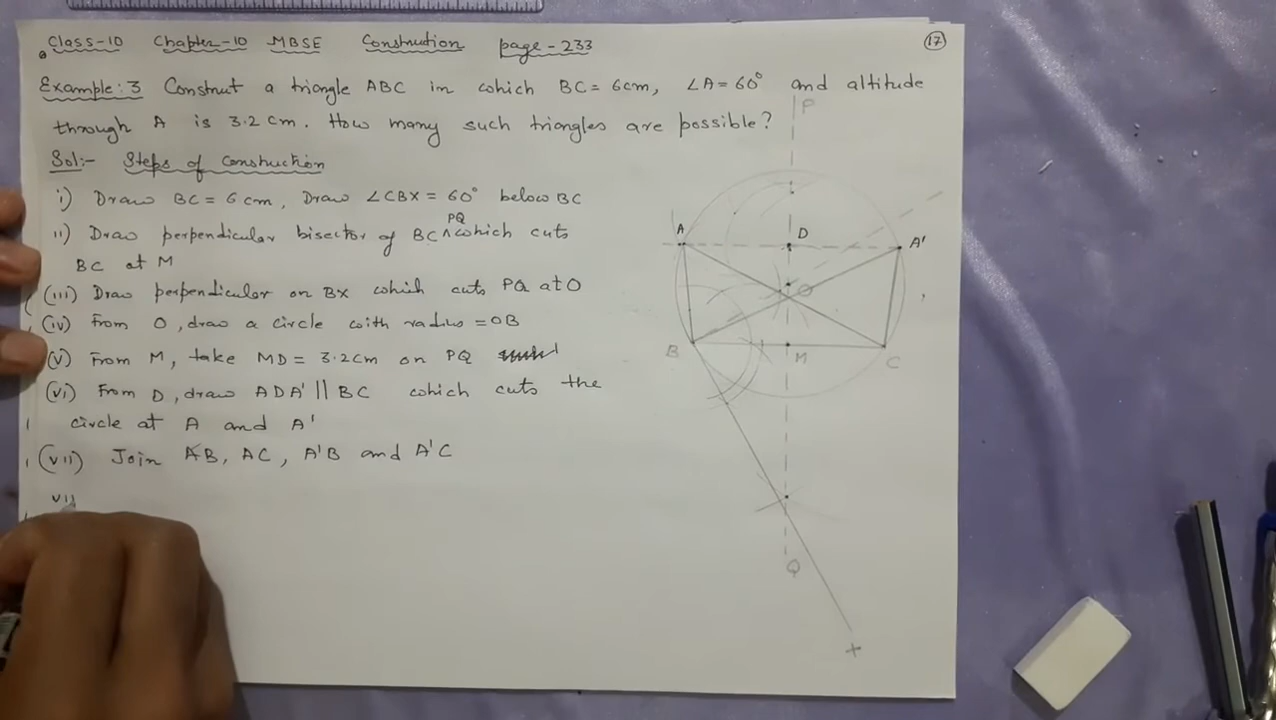 Class-10 Chapter-10 MBSE Construction page-233
17
Example:3 Construct a triangle ABC in which BC = 6cm, ∠A = 60° and altitude
through A is 3.2 cm. How many such triangles are possible?
Sol:- Steps of Construction
i) Draw BC = 6 cm, Draw ∠CBX = 60° below BC
ii) Draw perpendicular bisector of BC ^PQ which cuts
BC at M
(iii) Draw perpendicular on BX which cuts PQ at O
(iv) From O, draw a circle with radius = OB
(v) From M, take MD = 3.2cm on PQ
(vi) From D, draw ADA' || BC which cuts the
circle at A and A'
(vii) Join AB, AC, A'B and A'C
vii
P
A D A'
O
B M C
Q